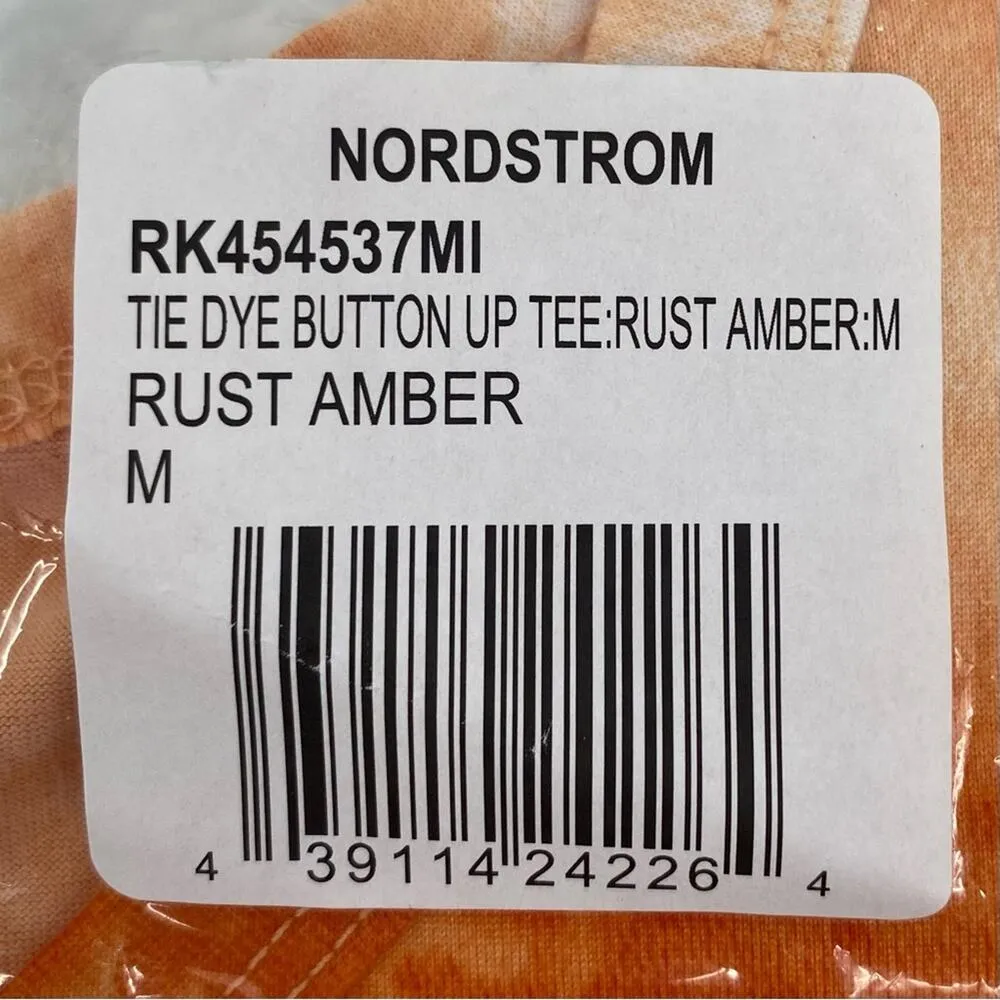 NORDSTROM
RK454537MI
TIE DYE BUTTON UP TEE:RUST AMBER:M
RUST AMBER
M
4 39114 24226 4